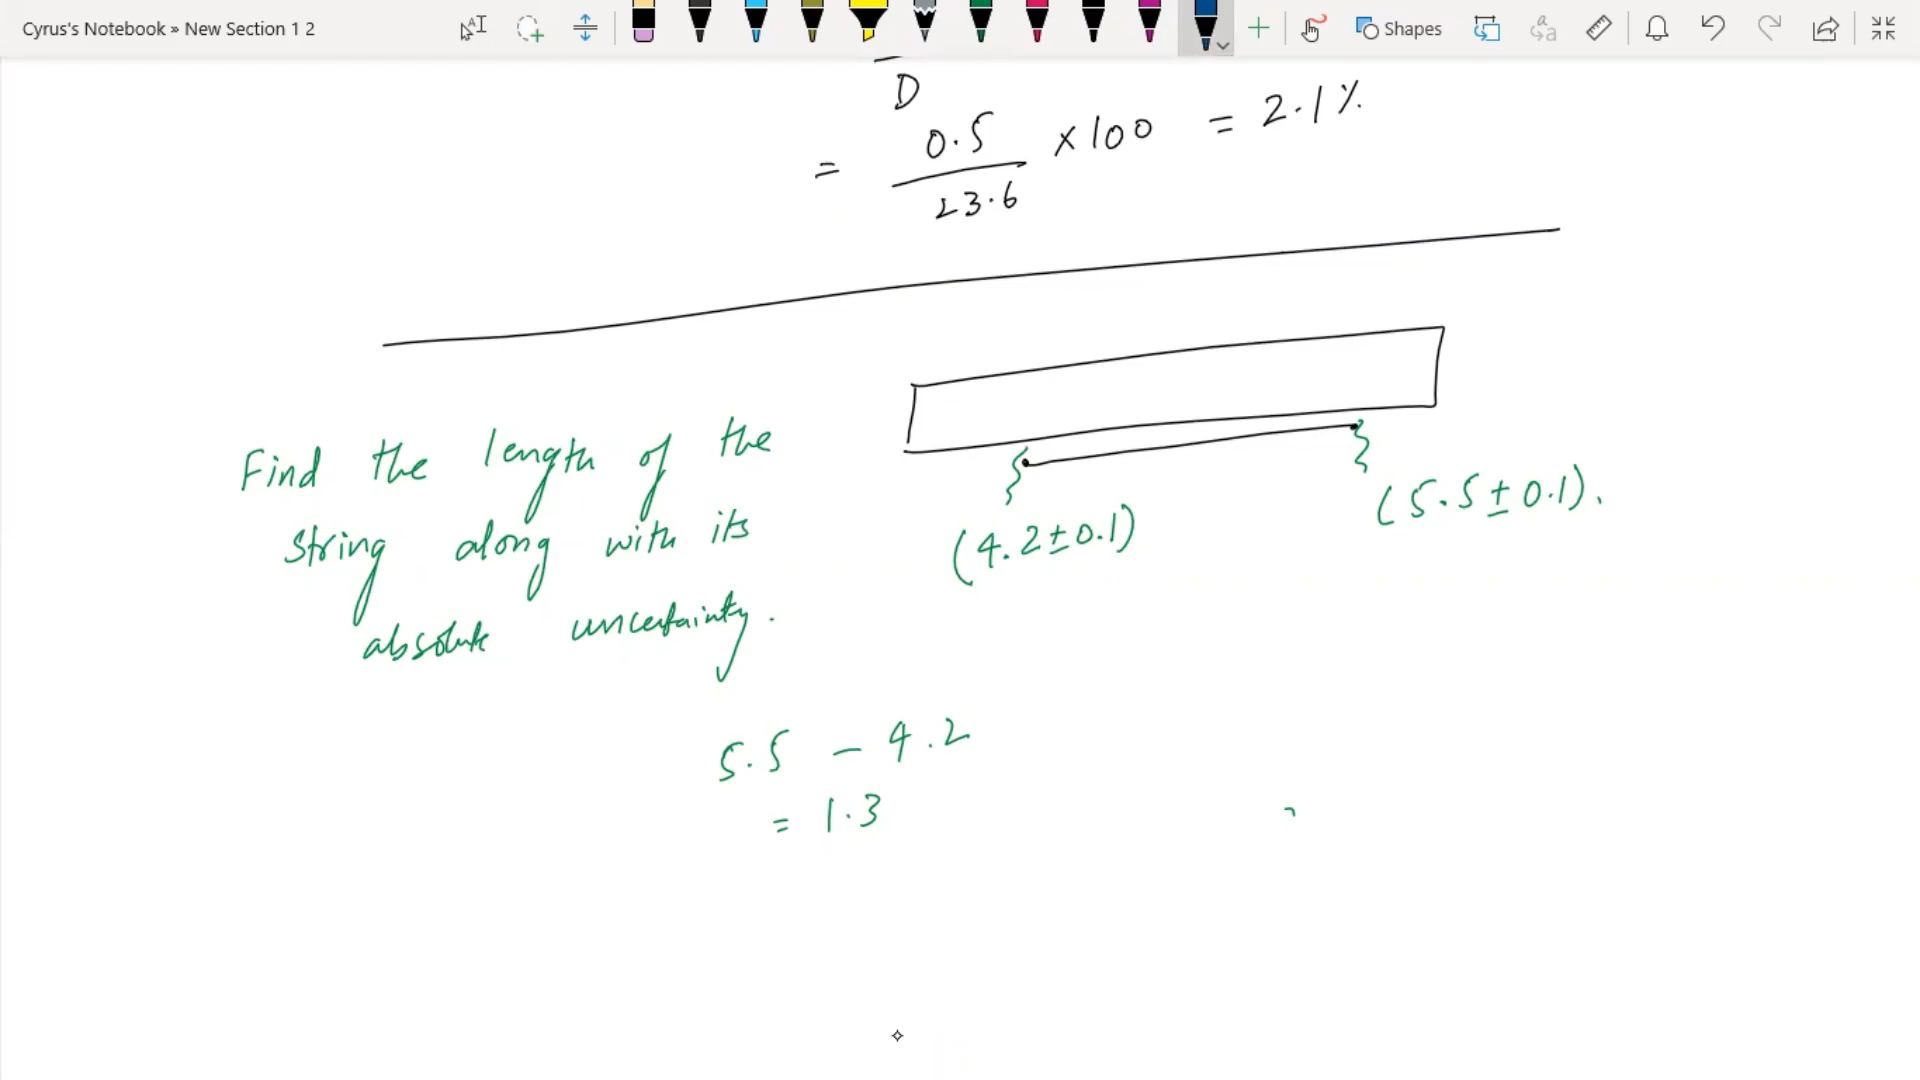 Cyrus's Notebook » New Section 1 2
Shapes
D
= 0.5 / 23.6 × 100 = 2.1 %
Find the length of the
string along with its
absolute uncertainty.
(4.2 ± 0.1)
(5.5 ± 0.1).
5.5 - 4.2
= 1.3